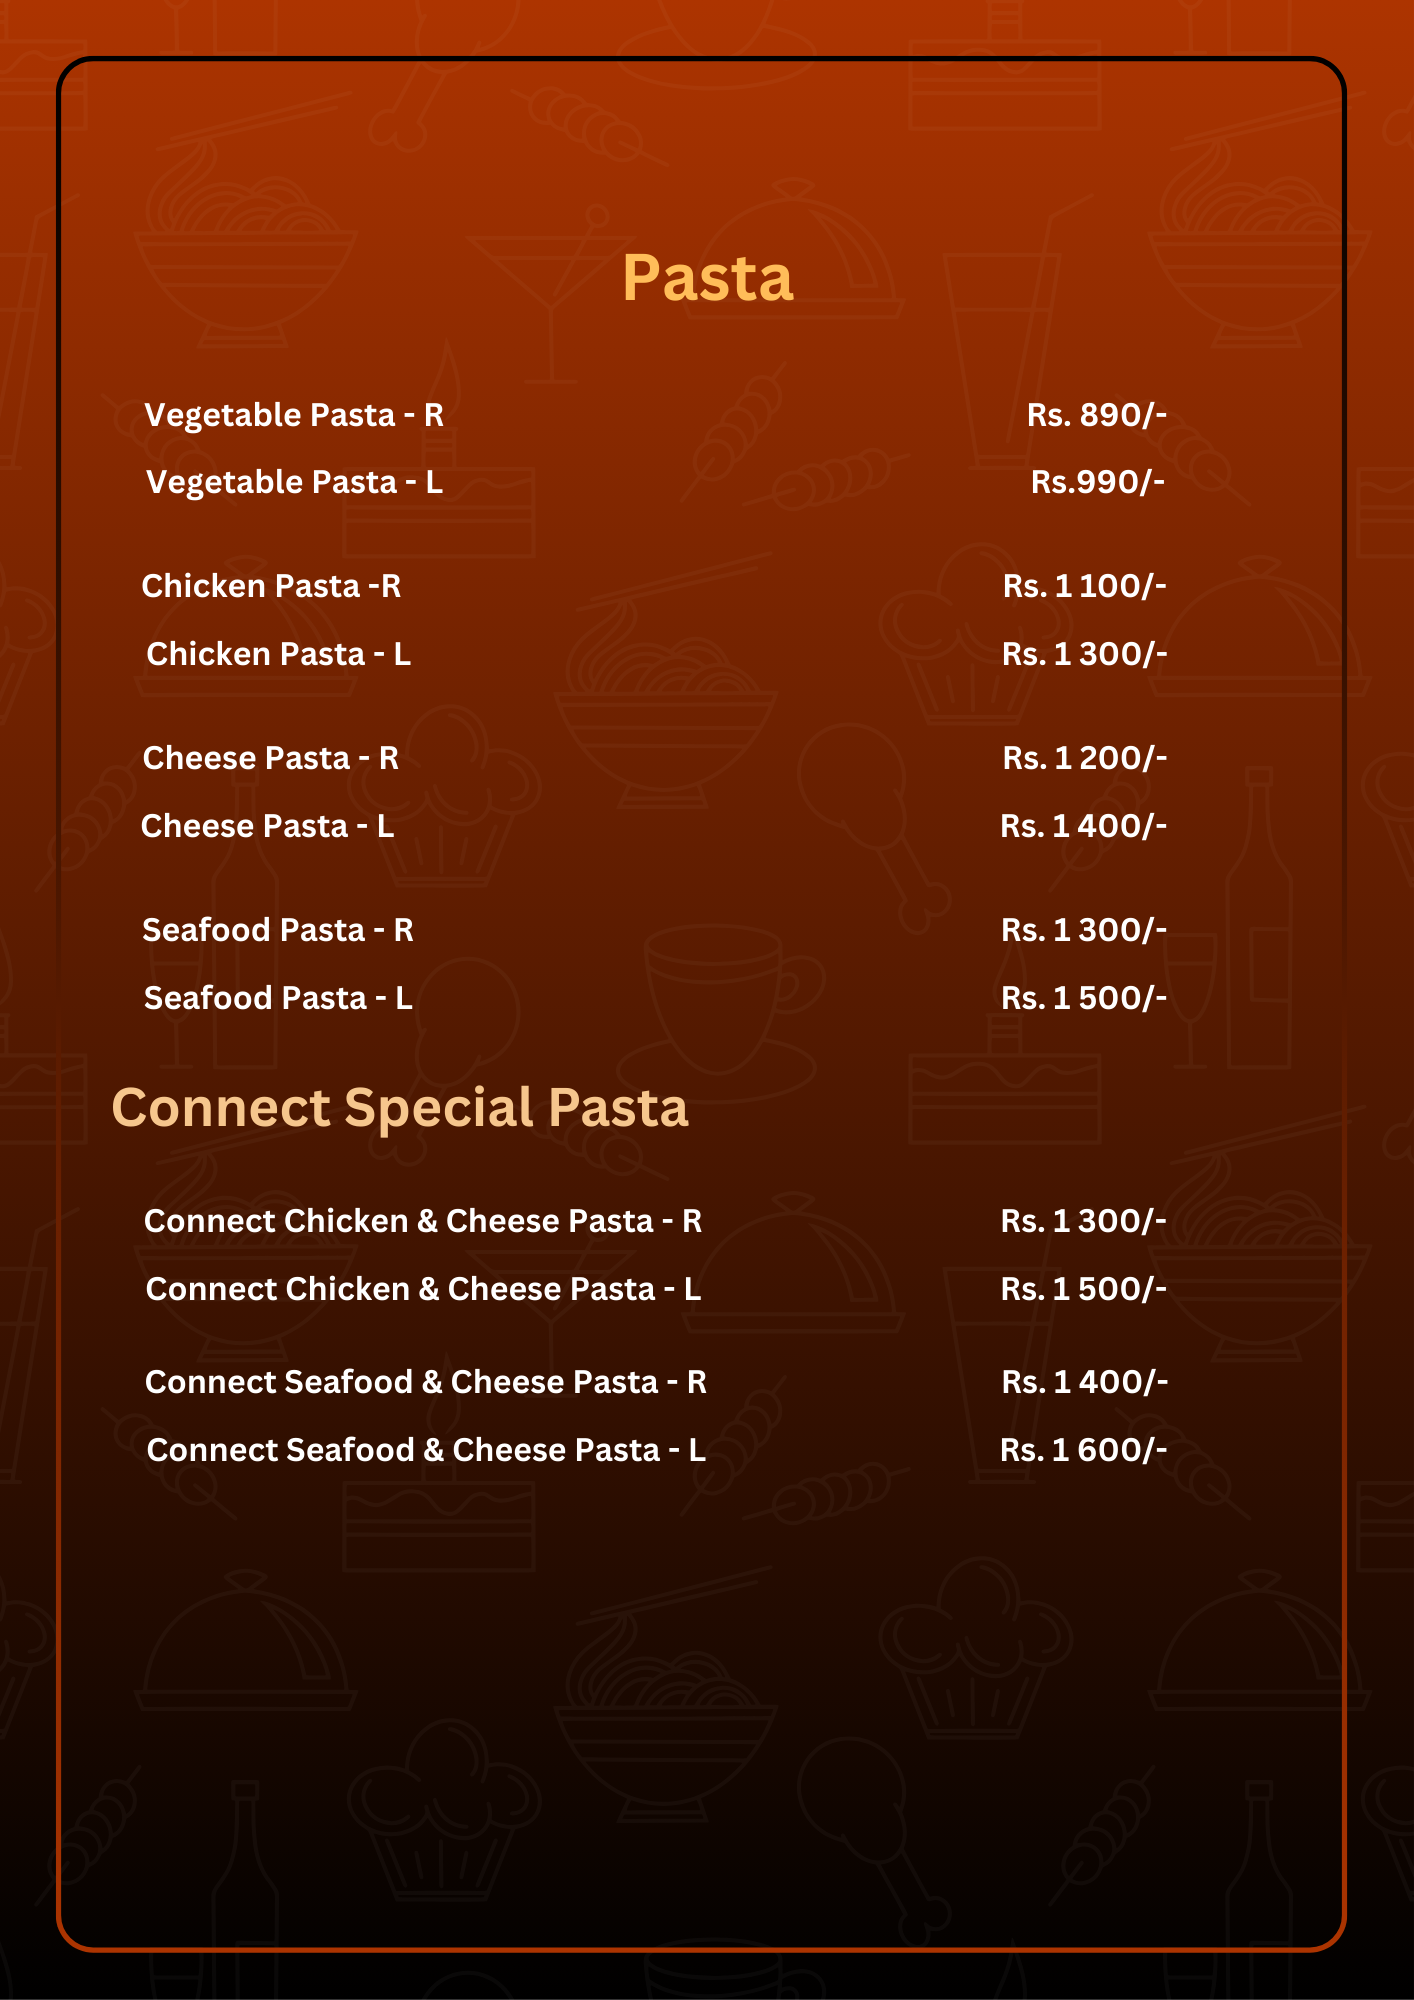 Pasta
Vegetable Pasta - R Rs. 890/-
Vegetable Pasta - L Rs.990/-
Chicken Pasta -R Rs. 1 100/-
Chicken Pasta - L Rs. 1 300/-
Cheese Pasta - R Rs. 1 200/-
Cheese Pasta - L Rs. 1 400/-
Seafood Pasta - R Rs. 1 300/-
Seafood Pasta - L Rs. 1 500/-
Connect Special Pasta
Connect Chicken & Cheese Pasta - R Rs. 1 300/-
Connect Chicken & Cheese Pasta - L Rs. 1 500/-
Connect Seafood & Cheese Pasta - R Rs. 1 400/-
Connect Seafood & Cheese Pasta - L Rs. 1 600/-